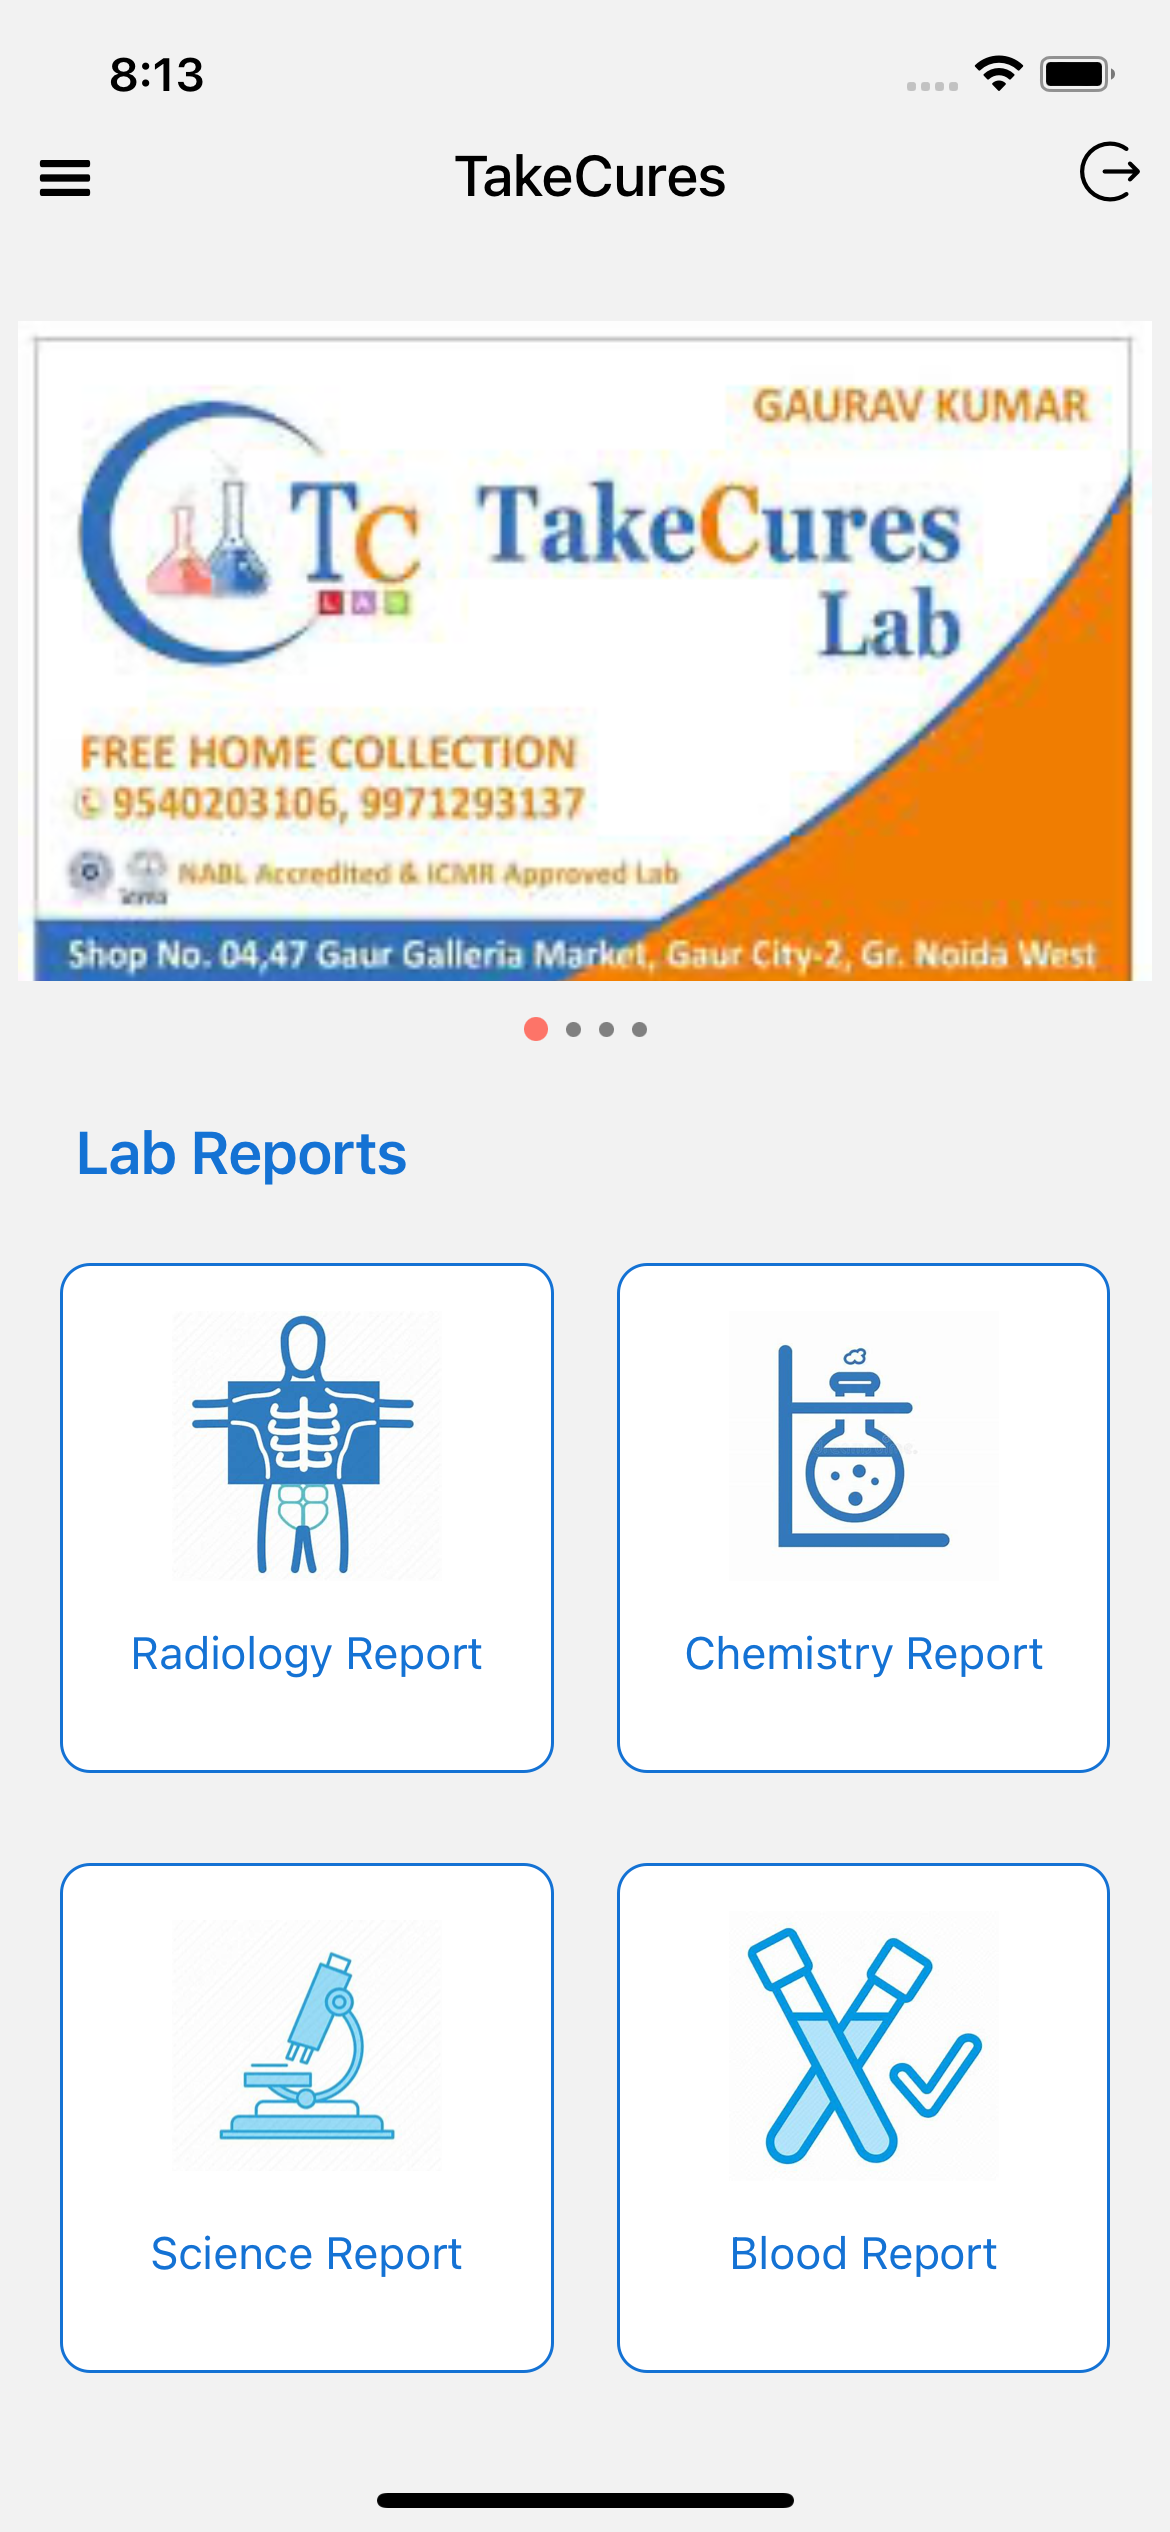 8:13
TakeCures
GAURAV KUMAR
TC
TakeCures
Lab
LAB
FREE HOME COLLECTION
9540203106, 9971293137
NABL Accredited & ICMR Approved Lab
Shop No. 04,47 Gaur Galleria Market, Gaur City-2, Gr. Noida West
Lab Reports
Radiology Report
Chemistry Report
Science Report
Blood Report